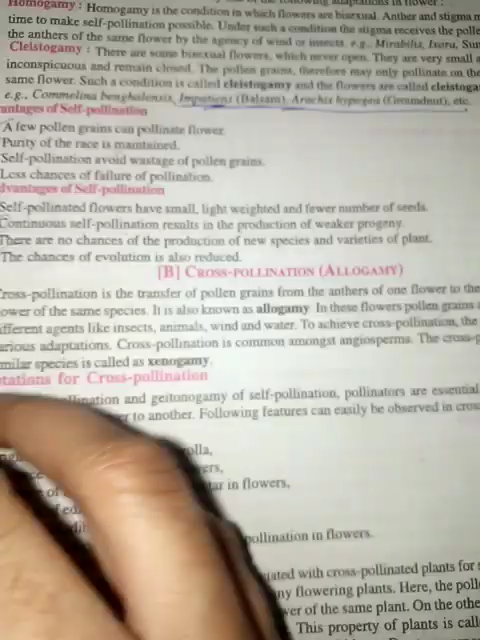 Homogamy : Homogamy is the condition in which flowers are bisexual. Anther and stigma m
time to make self-pollination possible. Under such a condition the stigma receives the polle
the anthers of the same flower by the agency of wind or insects. e.g., Mirabilis, Ixora, Sun
Cleistogamy : There are some bisexual flowers, which never open. They are very small a
inconspicuous and remain closed. The pollen grains, therefore may only pollinate on the
same flower. Such a condition is called cleistogamy and the flowers are called cleistoga
e.g., Commelina benghalensis, Impatiens (Balsam), Arachis hypogea (Groundnut), etc.
antages of Self-pollination
A few pollen grains can pollinate flower.
Purity of the race is maintained.
Self-pollination avoid wastage of pollen grains.
Less chances of failure of pollination.
dvantages of Self-pollination
Self-pollinated flowers have small, light weighted and fewer number of seeds.
Continuous self-pollination results in the production of weaker progeny.
There are no chances of the production of new species and varieties of plant.
The chances of evolution is also reduced.
[B] CROSS-POLLINATION (ALLOGAMY)
ross-pollination is the transfer of pollen grains from the anthers of one flower to the
ower of the same species. It is also known as allogamy In these flowers pollen grains
ifferent agents like insects, animals, wind and water. To achieve cross-pollination, the
arious adaptations. Cross-pollination is common amongst angiosperms. The cross-p
milar species is called as xenogamy.
tations for Cross-pollination
llination and geitonogamy of self-pollination, pollinators are essential
er to another. Following features can easily be observed in cros
olla,
ers,
tar in flowers,
of
pollination in flowers.
iated with cross-pollinated plants for
ny flowering plants. Here, the poll
wer of the same plant. On the othe
This property of plants is call